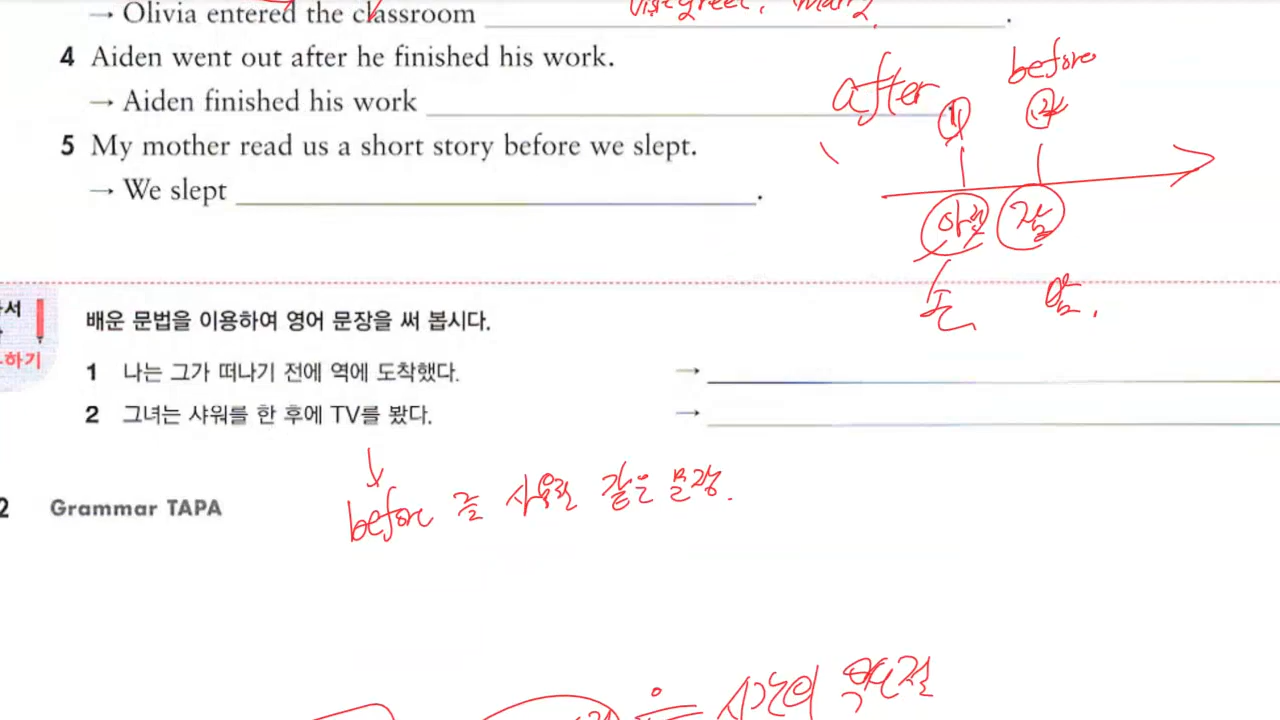 → Olivia entered the classroom .
4 Aiden went out after he finished his work.
→ Aiden finished his work
5 My mother read us a short story before we slept.
→ We slept .
after
before
①
②
잠
배운 문법을 이용하여 영어 문장을 써 봅시다.
하기
1 나는 그가 떠나기 전에 역에 도착했다. →
2 그녀는 샤워를 한 후에 TV를 봤다. →
before 를 사용한 같은 문장.
2 Grammar TAPA
시간의 부사절